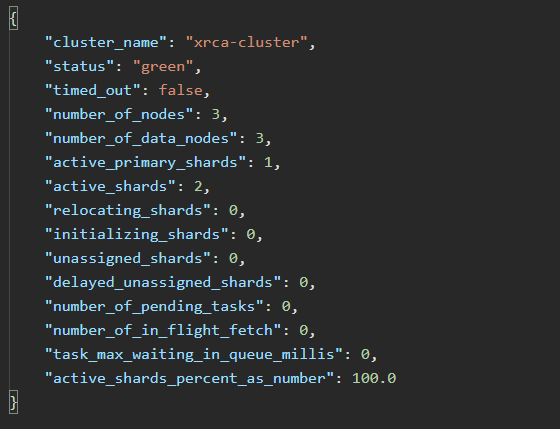 {
"cluster_name": "xrca-cluster",
"status": "green",
"timed_out": false,
"number_of_nodes": 3,
"number_of_data_nodes": 3,
"active_primary_shards": 1,
"active_shards": 2,
"relocating_shards": 0,
"initializing_shards": 0,
"unassigned_shards": 0,
"delayed_unassigned_shards": 0,
"number_of_pending_tasks": 0,
"number_of_in_flight_fetch": 0,
"task_max_waiting_in_queue_millis": 0,
"active_shards_percent_as_number": 100.0
}